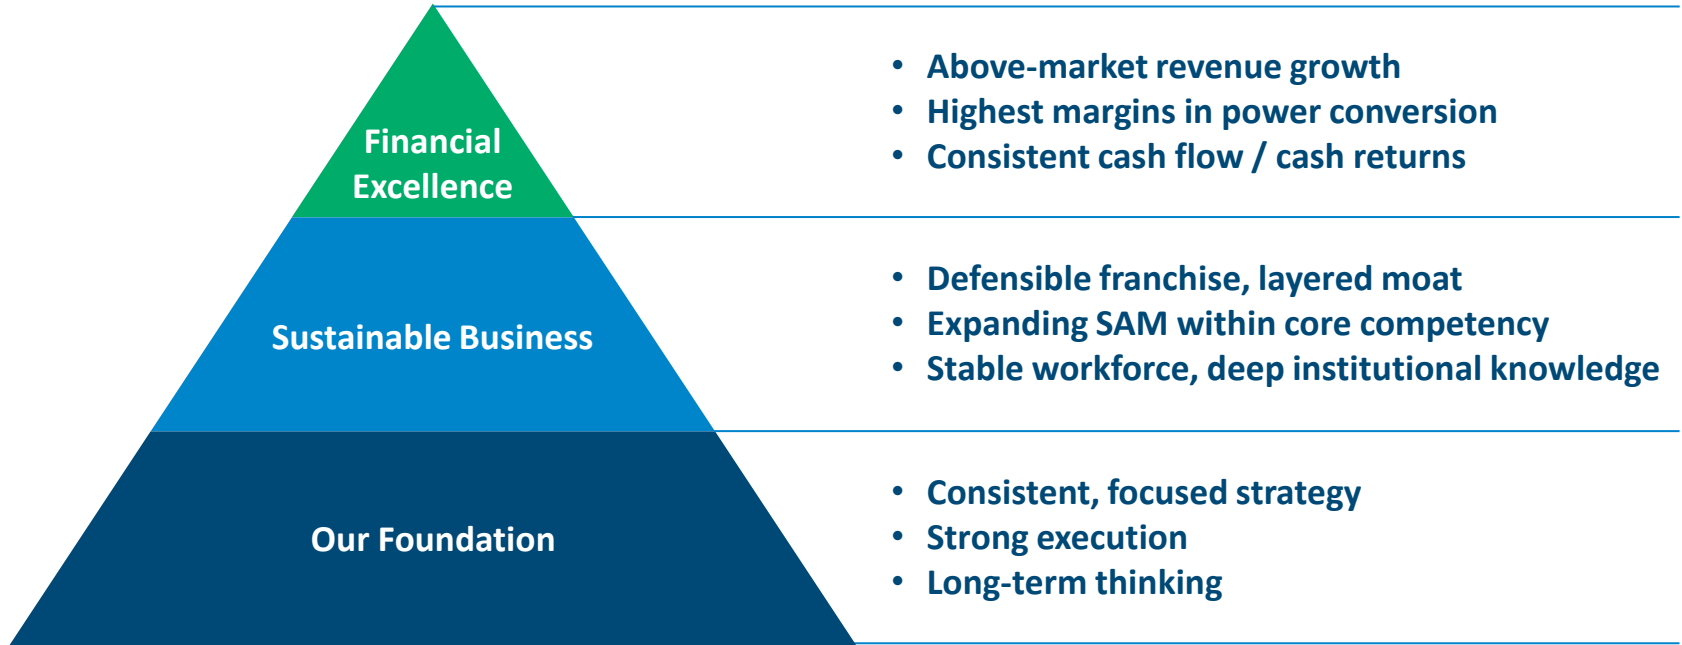 Financial
Excellence
• Above-market revenue growth
• Highest margins in power conversion
• Consistent cash flow / cash returns
Sustainable Business
• Defensible franchise, layered moat
• Expanding SAM within core competency
• Stable workforce, deep institutional knowledge
Our Foundation
• Consistent, focused strategy
• Strong execution
• Long-term thinking